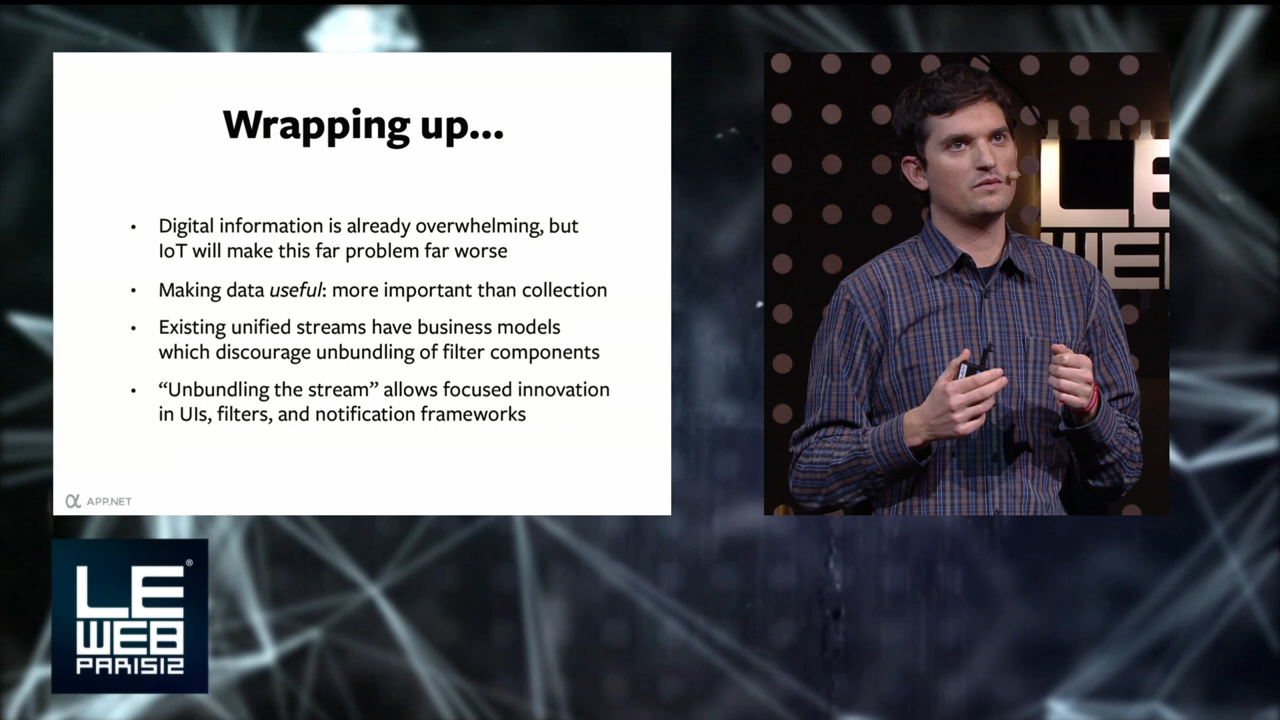 Wrapping up...
• Digital information is already overwhelming, but
IoT will make this far problem far worse
• Making data useful: more important than collection
• Existing unified streams have business models
which discourage unbundling of filter components
• “Unbundling the stream” allows focused innovation
in UIs, filters, and notification frameworks
α APP.NET
LE
WE
LE®
WEB
PARIS12